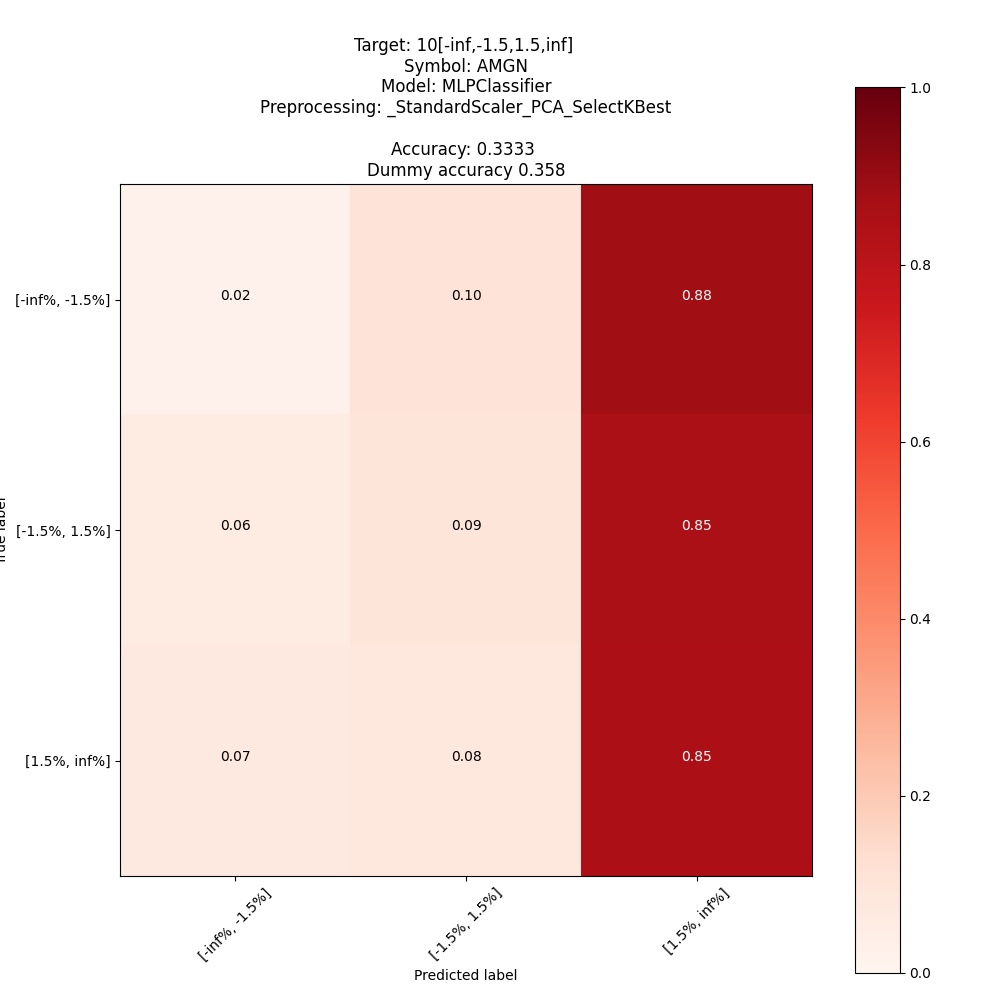 Target: 10[-inf,-1.5,1.5,inf]
Symbol: AMGN
Model: MLPClassifier
Preprocessing: _StandardScaler_PCA_SelectKBest
Accuracy: 0.3333
Dummy accuracy 0.358
1.0
0.8
0.6
0.4
0.2
0.0
[-inf%, -1.5%]
0.02
0.10
0.88
[-1.5%, 1.5%]
0.06
0.09
0.85
[1.5%, inf%]
0.07
0.08
0.85
[-inf%, -1.5%]
[-1.5%, 1.5%]
[1.5%, inf%]
Predicted label